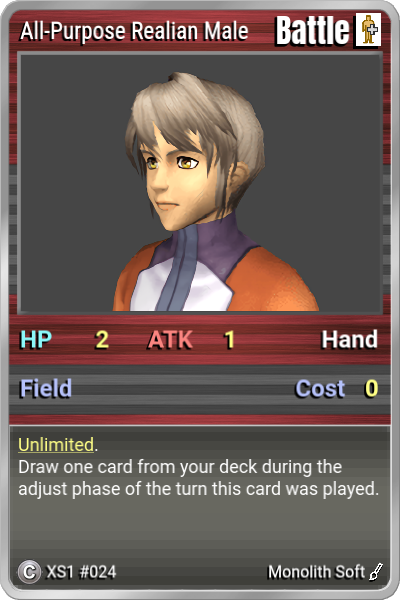 All-Purpose Realian Male Battle
HP 2 ATK 1 Hand
Field Cost 0
Unlimited.
Draw one card from your deck during the
adjust phase of the turn this card was played.
C XS1 #024 Monolith Soft